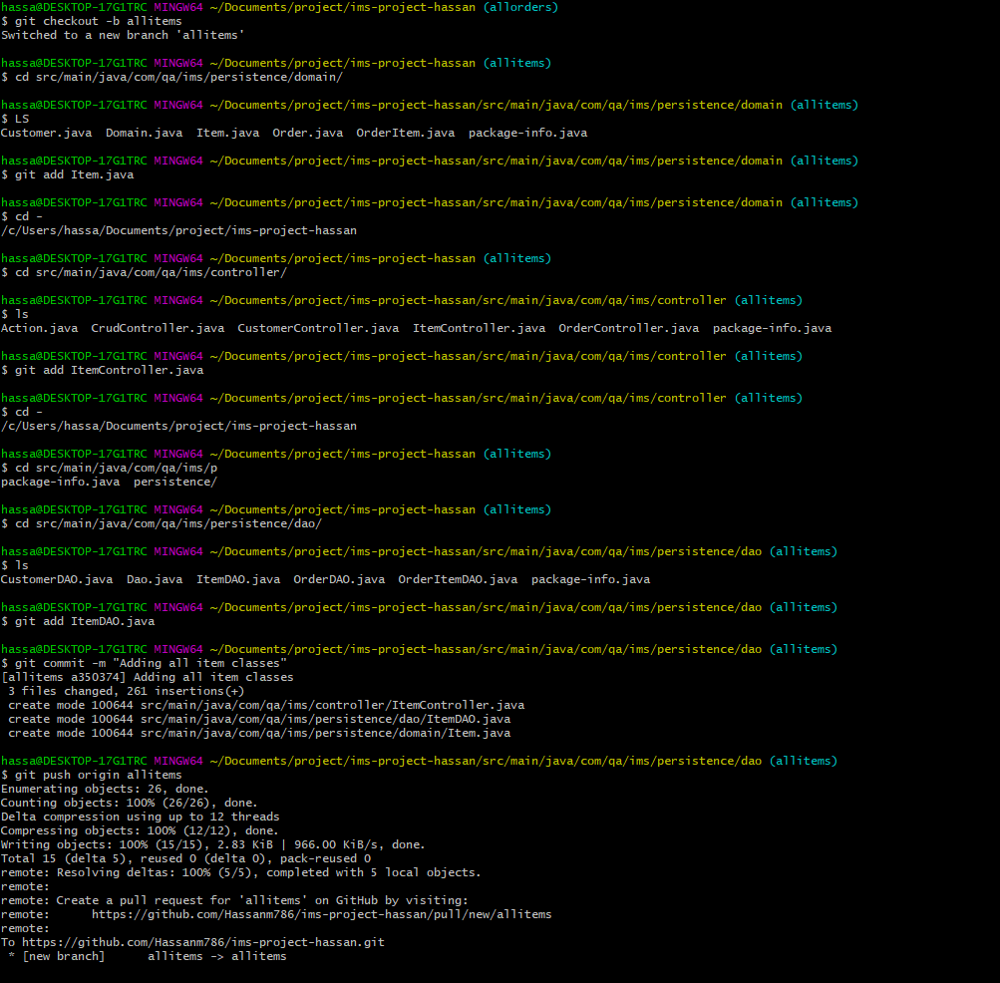 hassa@DESKTOP-17G1TRC MINGW64 ~/Documents/project/ims-project-hassan (allorders)
$ git checkout -b allitems
Switched to a new branch 'allitems'
hassa@DESKTOP-17G1TRC MINGW64 ~/Documents/project/ims-project-hassan (allitems)
$ cd src/main/java/com/qa/ims/persistence/domain/
hassa@DESKTOP-17G1TRC MINGW64 ~/Documents/project/ims-project-hassan/src/main/java/com/qa/ims/persistence/domain (allitems)
$ LS
Customer.java  Domain.java  Item.java  Order.java  OrderItem.java  package-info.java
hassa@DESKTOP-17G1TRC MINGW64 ~/Documents/project/ims-project-hassan/src/main/java/com/qa/ims/persistence/domain (allitems)
$ git add Item.java
hassa@DESKTOP-17G1TRC MINGW64 ~/Documents/project/ims-project-hassan/src/main/java/com/qa/ims/persistence/domain (allitems)
$ cd -
/c/Users/hassa/Documents/project/ims-project-hassan
hassa@DESKTOP-17G1TRC MINGW64 ~/Documents/project/ims-project-hassan (allitems)
$ cd src/main/java/com/qa/ims/controller/
hassa@DESKTOP-17G1TRC MINGW64 ~/Documents/project/ims-project-hassan/src/main/java/com/qa/ims/controller (allitems)
$ ls
Action.java  CrudController.java  CustomerController.java  ItemController.java  OrderController.java  package-info.java
hassa@DESKTOP-17G1TRC MINGW64 ~/Documents/project/ims-project-hassan/src/main/java/com/qa/ims/controller (allitems)
$ git add ItemController.java
hassa@DESKTOP-17G1TRC MINGW64 ~/Documents/project/ims-project-hassan/src/main/java/com/qa/ims/controller (allitems)
$ cd -
/c/Users/hassa/Documents/project/ims-project-hassan
hassa@DESKTOP-17G1TRC MINGW64 ~/Documents/project/ims-project-hassan (allitems)
$ cd src/main/java/com/qa/ims/p
package-info.java  persistence/
hassa@DESKTOP-17G1TRC MINGW64 ~/Documents/project/ims-project-hassan (allitems)
$ cd src/main/java/com/qa/ims/persistence/dao/
hassa@DESKTOP-17G1TRC MINGW64 ~/Documents/project/ims-project-hassan/src/main/java/com/qa/ims/persistence/dao (allitems)
$ ls
CustomerDAO.java  Dao.java  ItemDAO.java  OrderDAO.java  OrderItemDAO.java  package-info.java
hassa@DESKTOP-17G1TRC MINGW64 ~/Documents/project/ims-project-hassan/src/main/java/com/qa/ims/persistence/dao (allitems)
$ git add ItemDAO.java
hassa@DESKTOP-17G1TRC MINGW64 ~/Documents/project/ims-project-hassan/src/main/java/com/qa/ims/persistence/dao (allitems)
$ git commit -m "Adding all item classes"
[allitems a350374] Adding all item classes
 3 files changed, 261 insertions(+)
 create mode 100644 src/main/java/com/qa/ims/controller/ItemController.java
 create mode 100644 src/main/java/com/qa/ims/persistence/dao/ItemDAO.java
 create mode 100644 src/main/java/com/qa/ims/persistence/domain/Item.java
hassa@DESKTOP-17G1TRC MINGW64 ~/Documents/project/ims-project-hassan/src/main/java/com/qa/ims/persistence/dao (allitems)
$ git push origin allitems
Enumerating objects: 26, done.
Counting objects: 100% (26/26), done.
Delta compression using up to 12 threads
Compressing objects: 100% (12/12), done.
Writing objects: 100% (15/15), 2.83 KiB | 966.00 KiB/s, done.
Total 15 (delta 5), reused 0 (delta 0), pack-reused 0
remote: Resolving deltas: 100% (5/5), completed with 5 local objects.
remote:
remote: Create a pull request for 'allitems' on GitHub by visiting:
remote:      https://github.com/Hassanm786/ims-project-hassan/pull/new/allitems
remote:
To https://github.com/Hassanm786/ims-project-hassan.git
 * [new branch]      allitems -> allitems